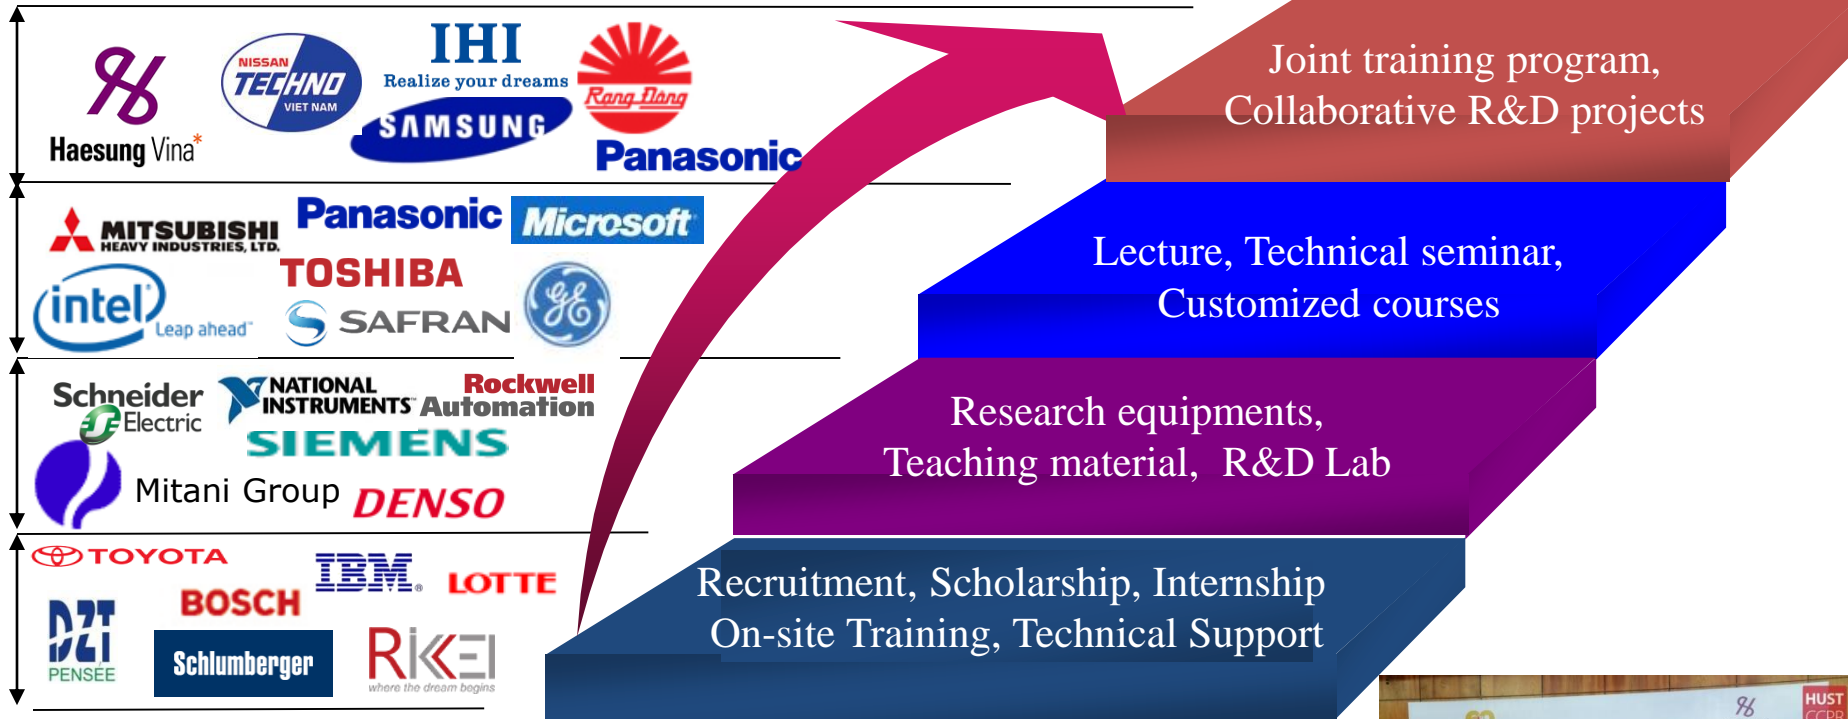 Haesung Vina*
NISSAN
TECHNO
VIET NAM
IHI
Realize your dreams
SAMSUNG
Rạng Đông
Panasonic
Joint training program,
Collaborative R&D projects
MITSUBISHI
HEAVY INDUSTRIES, LTD.
Panasonic
Microsoft
intel
Leap ahead™
TOSHIBA
SAFRAN
GE
Lecture, Technical seminar,
Customized courses
Schneider
Electric
NATIONAL
INSTRUMENTS
Rockwell
Automation
SIEMENS
Mitani Group
DENSO
Research equipments,
Teaching material, R&D Lab
TOYOTA
IBM®
LOTTE
BOSCH
DZT
PENSÉE
Schlumberger
RIKKEI
where the dream begins
Recruitment, Scholarship, Internship
On-site Training, Technical Support
HUST